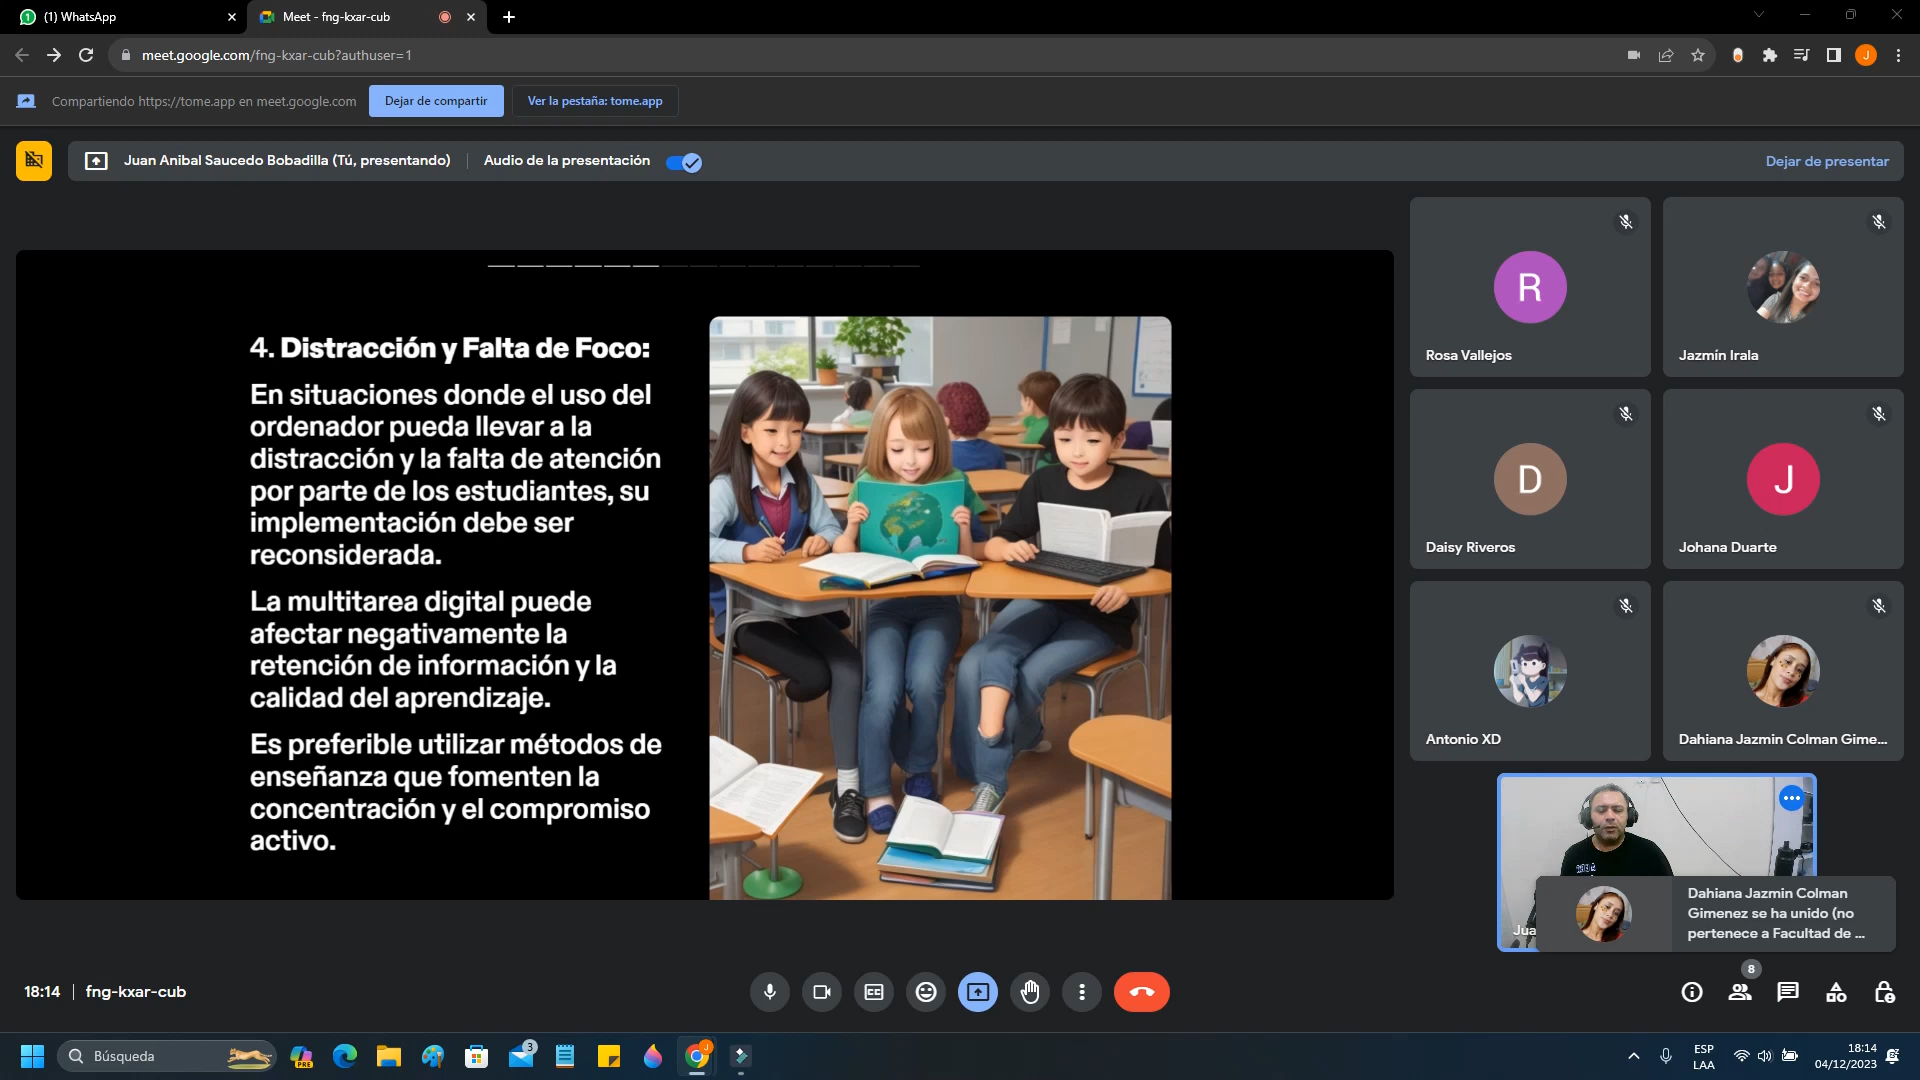 (1) WhatsApp
Meet - fng-kxar-cub
meet.google.com/fng-kxar-cub?authuser=1
J
Compartiendo https://tome.app en meet.google.com
Dejar de compartir
Ver la pestaña: tome.app
Juan Anibal Saucedo Bobadilla (Tú, presentando)
Audio de la presentación
Dejar de presentar
4. Distracción y Falta de Foco:
En situaciones donde el uso del
ordenador pueda llevar a la
distracción y la falta de atención
por parte de los estudiantes, su
implementación debe ser
reconsiderada.
La multitarea digital puede
afectar negativamente la
retención de información y la
calidad del aprendizaje.
Es preferible utilizar métodos de
enseñanza que fomenten la
concentración y el compromiso
activo.
R
Rosa Vallejos
Jazmín Irala
D
Daisy Riveros
J
Johana Duarte
Antonio XD
Dahiana Jazmin Colman Gime...
Jua
Dahiana Jazmin Colman
Gimenez se ha unido (no
pertenece a Facultad de ...
18:14 | fng-kxar-cub
8
Búsqueda
PRE
3
J
ESP
LAA
18:14
04/12/2023